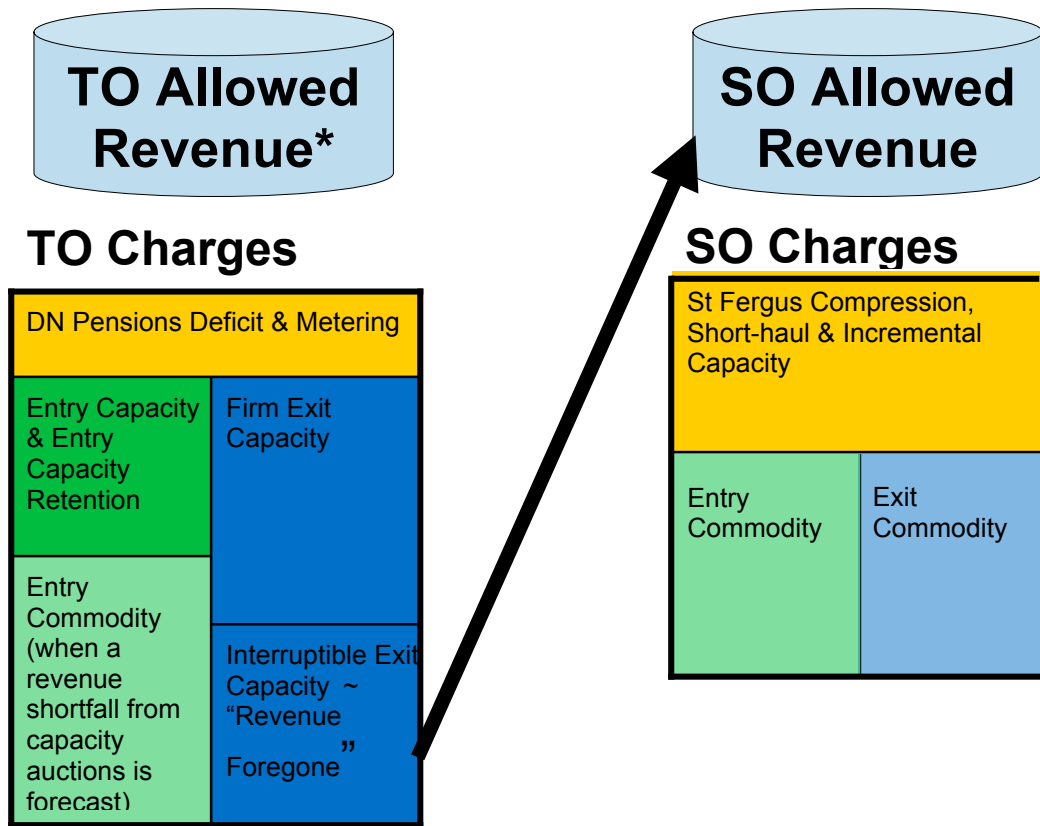 TO Allowed
Revenue*
SO Allowed
Revenue
TO Charges
SO Charges
DN Pensions Deficit & Metering
Entry Capacity
& Entry
Capacity
Retention
Firm Exit
Capacity
Entry
Commodity
(when a
revenue
shortfall from
capacity
auctions is
forecast)
Interruptible Exit
Capacity ~
“Revenue
Foregone”
St Fergus Compression,
Short-haul & Incremental
Capacity
Entry
Commodity
Exit
Commodity